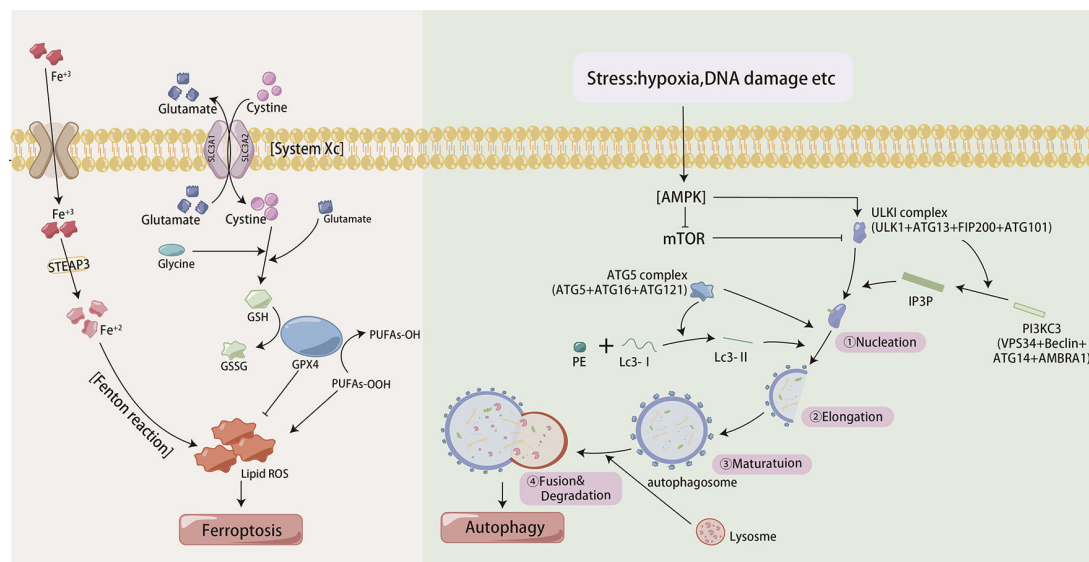 Fe+3
Glutamate
Cystine
SLC3A1
SLC3A2
[System Xc]
Glutamate
Cystine
Glutamate
Fe+3
STEAP3
Glycine
Fe+2
GSH
GSSG
GPX4
PUFAs-OH
PUFAs-OOH
[Fenton reaction]
Lipid ROS
Ferroptosis
Stress:hypoxia,DNA damage etc
[AMPK]
mTOR
ULKI complex
(ULK1+ATG13+FIP200+ATG101)
ATG5 complex
(ATG5+ATG16+ATG121)
IP3P
PI3KC3
(VPS34+Beclin+
ATG14+AMBRA1)
PE
+
Lc3- I
Lc3- II
①Nucleation
②Elongation
③Maturatuion
autophagosome
④Fusion&
Degradation
Lysosme
Autophagy